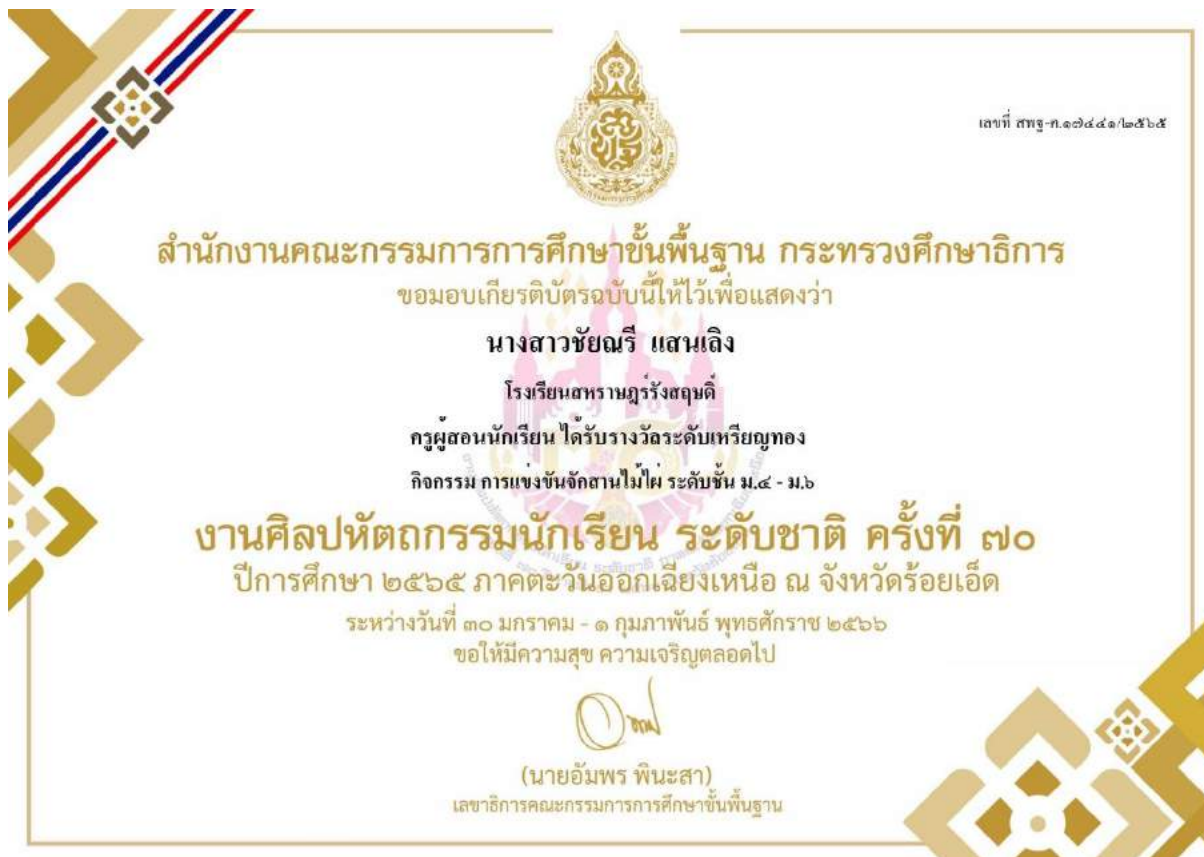 เลขที่ สพฐ-ค.๑๗๔๔๑/๒๕๖๕
สำนักงานคณะกรรมการการศึกษาขั้นพื้นฐาน กระทรวงศึกษาธิการ
ขอมอบเกียรติบัตรฉบับนี้ให้ไว้เพื่อแสดงว่า
นางสาวชัยณรี แสนเลิง
โรงเรียนสหราษฎร์รังสฤษดิ์
ครูผู้สอนนักเรียน ได้รับรางวัลระดับเหรียญทอง
กิจกรรม การแข่งขันจักสานไม้ไผ่ ระดับชั้น ม.๔ - ม.๖
งานศิลปหัตถกรรมนักเรียน ระดับชาติ ครั้งที่ ๗๐
ปีการศึกษา ๒๕๖๕ ภาคตะวันออกเฉียงเหนือ ณ จังหวัดร้อยเอ็ด
ระหว่างวันที่ ๓๐ มกราคม - ๑ กุมภาพันธ์ พุทธศักราช ๒๕๖๖
ขอให้มีความสุข ความเจริญตลอดไป
(นายอัมพร พินะสา)
เลขาธิการคณะกรรมการการศึกษาขั้นพื้นฐาน